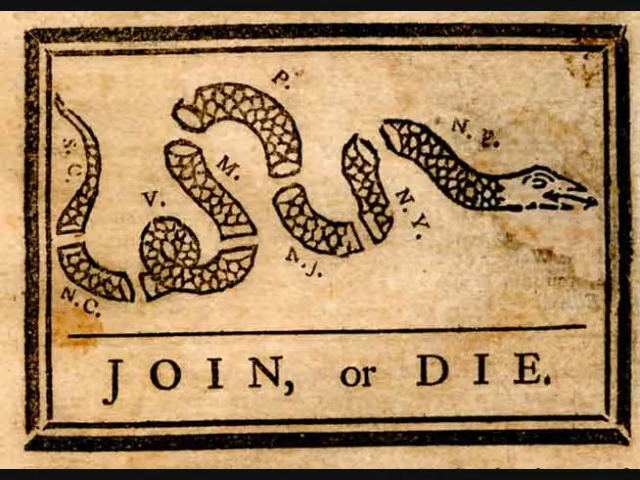 P.
N. E.
S. C.
M.
V.
N. Y.
N. J.
N. C.
JOIN, or DIE.